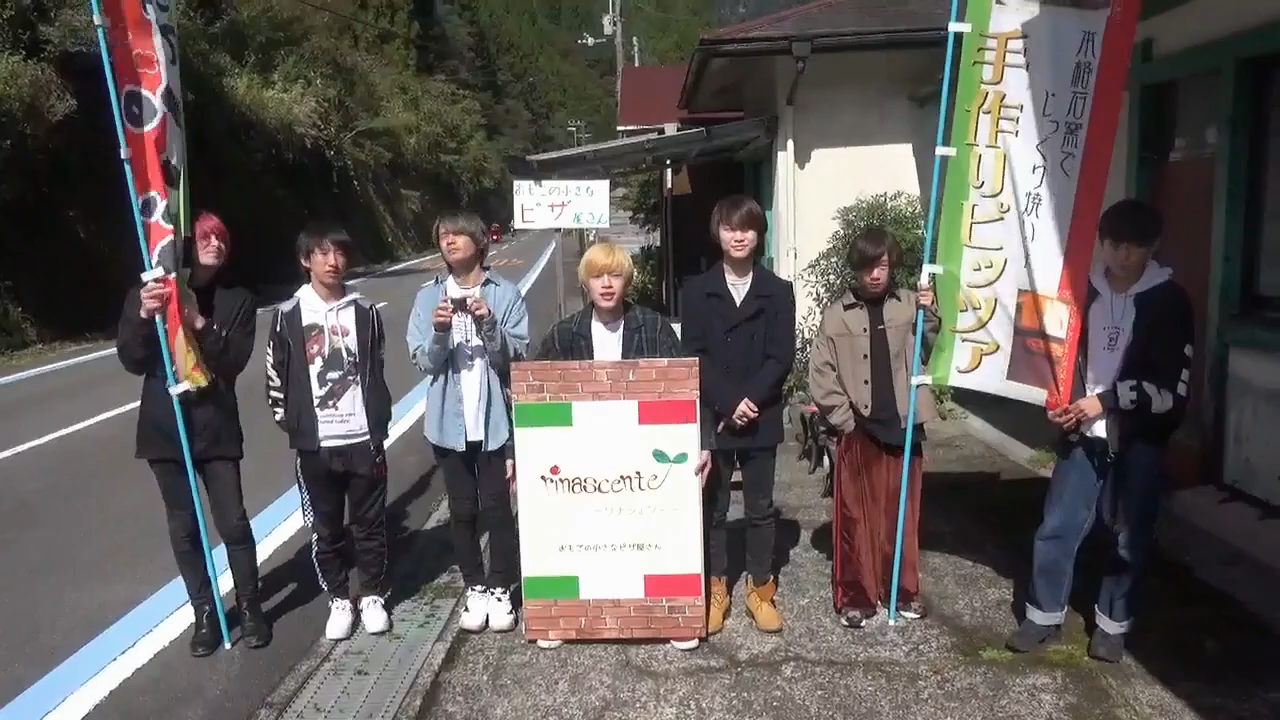 おもての小さな
ピザ 屋さん
本格石窯で
じっくり焼い
手作りピッツァ
rinascente
ーリナシェンテー
おもての小さなピザ屋さん